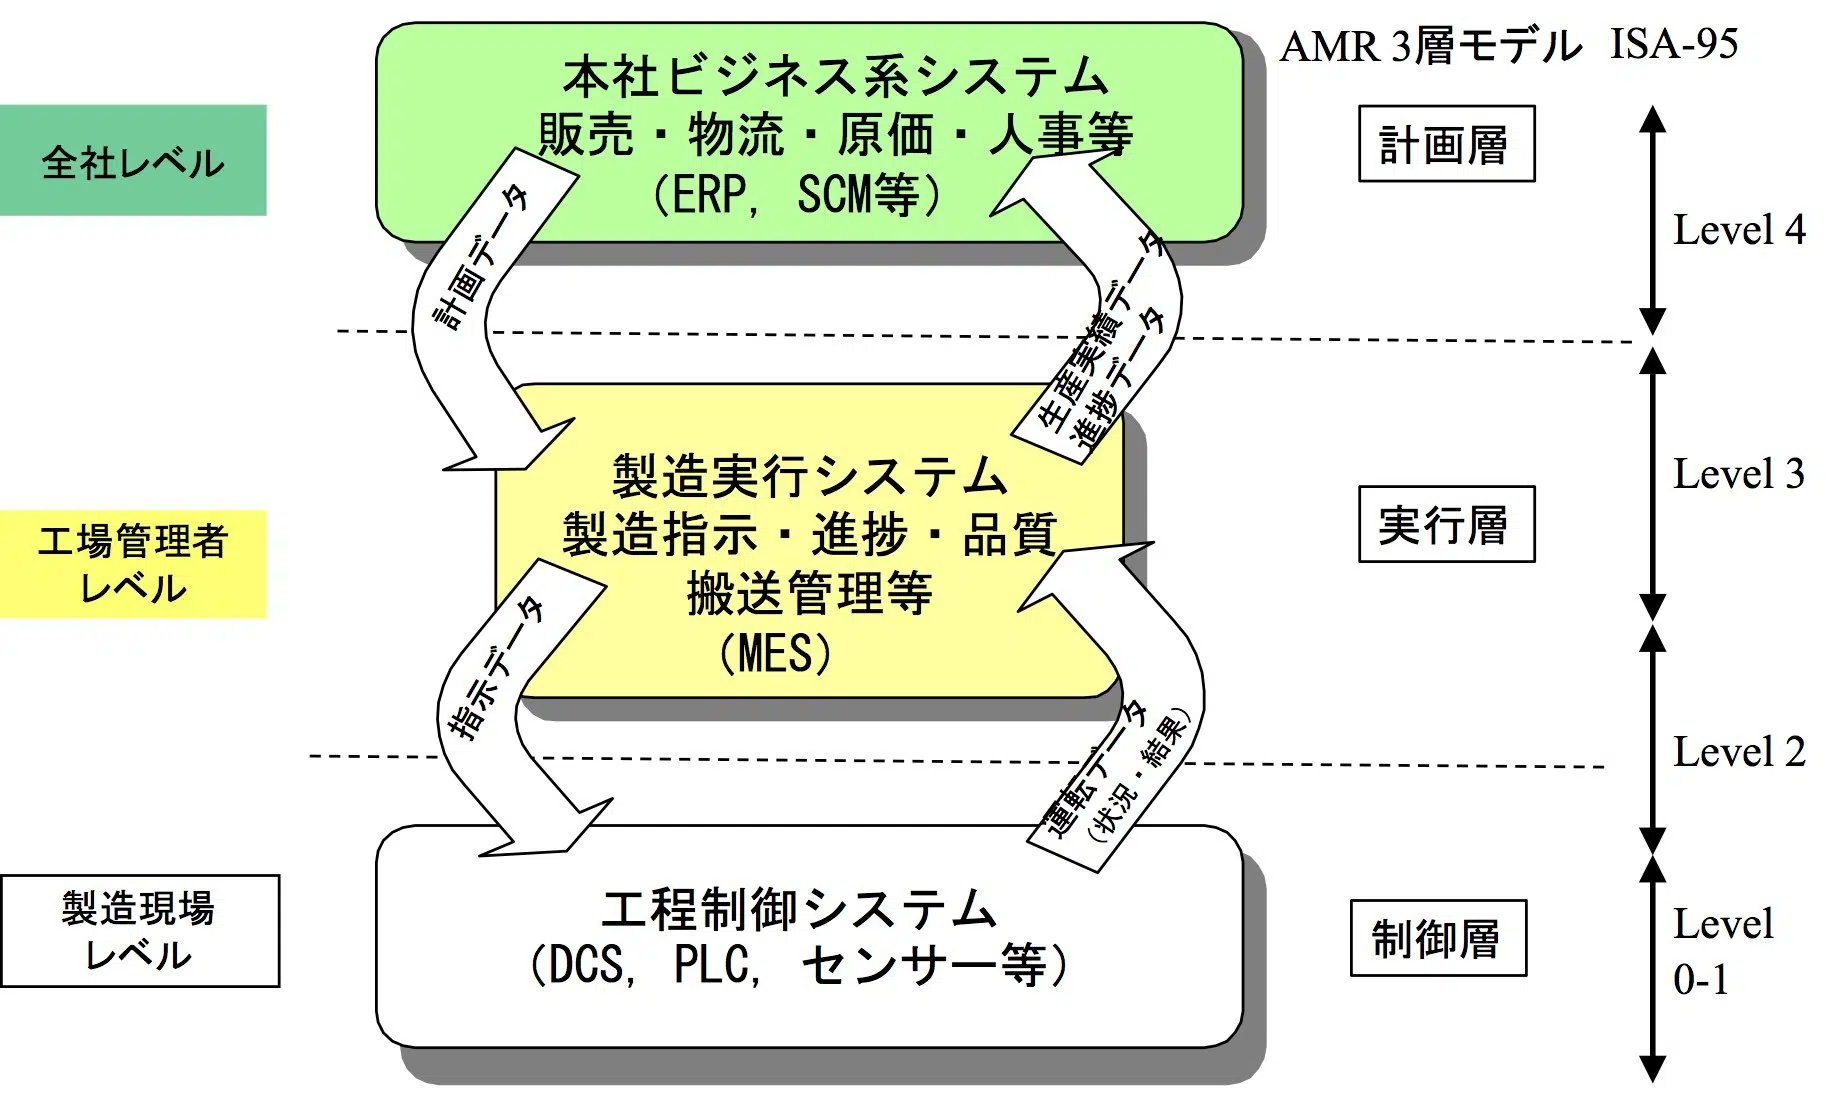 AMR 3層モデル
ISA-95
全社レベル
本社ビジネス系システム
販売・物流・原価・人事等
(ERP, SCM等)
計画層
Level 4
計画データ
生産実績データ
進捗データ
工場管理者
レベル
製造実行システム
製造指示・進捗・品質
搬送管理等
(MES)
実行層
Level 3
指示データ
運転データ
(状況・結果)
Level 2
製造現場
レベル
工程制御システム
(DCS, PLC, センサー等)
制御層
Level
0-1